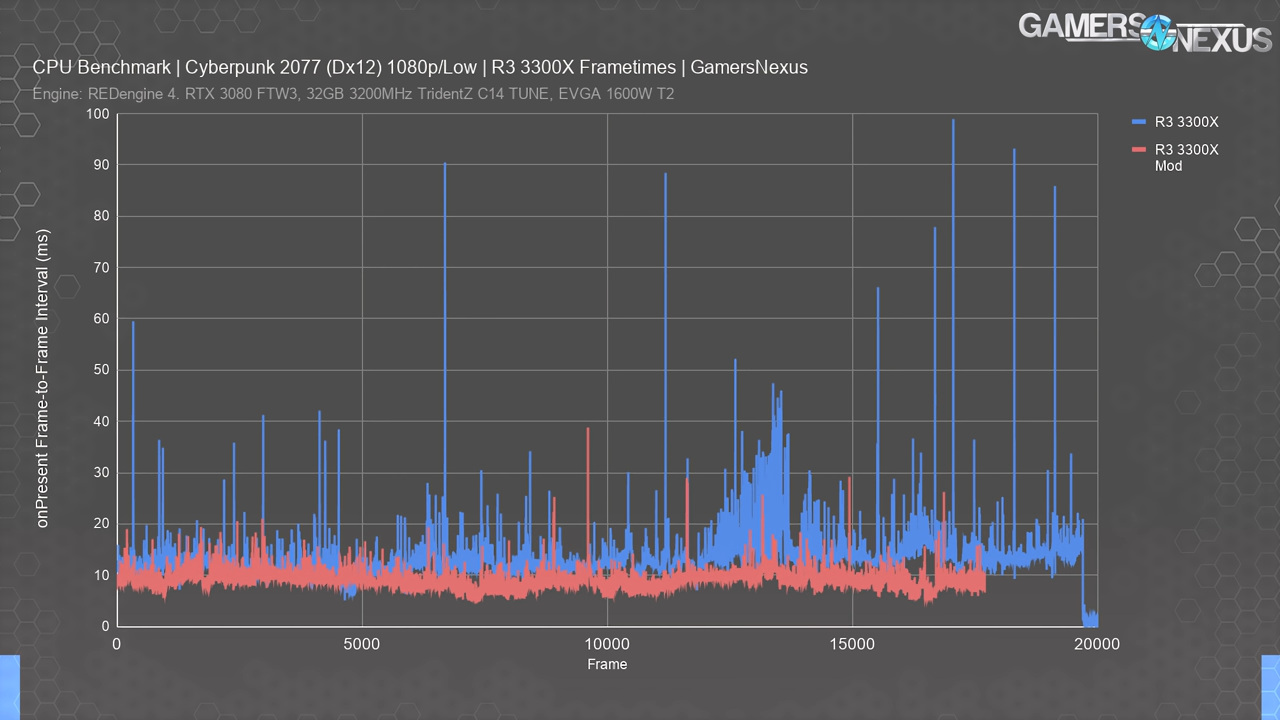 GAMERS NEXUS
CPU Benchmark | Cyberpunk 2077 (Dx12) 1080p/Low | R3 3300X Frametimes | GamersNexus
Engine: REDengine 4. RTX 3080 FTW3, 32GB 3200MHz TridentZ C14 TUNE, EVGA 1600W T2
onPresent Frame-to-Frame Interval (ms)
100
90
80
70
60
50
40
30
20
10
0
0
5000
10000
15000
20000
Frame
R3 3300X
R3 3300X
Mod